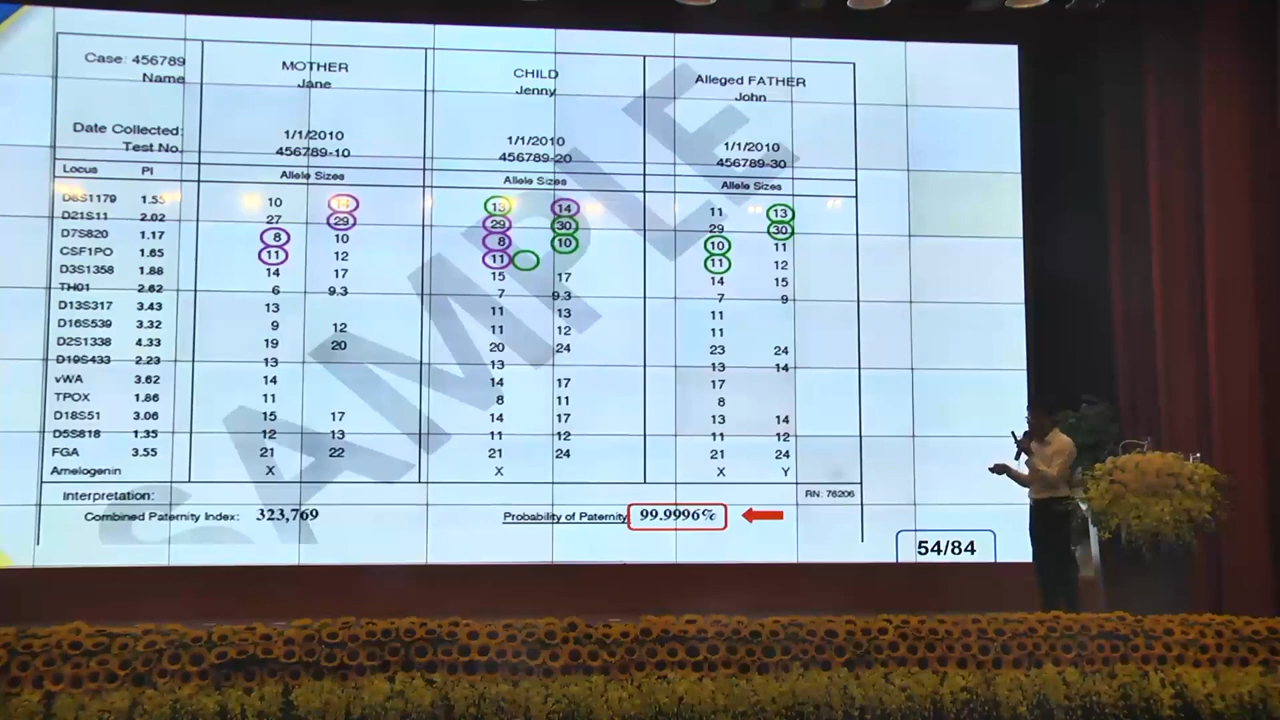 Case: 456789 MOTHER CHILD Alleged FATHER
Name Jane Jenny John
Date Collected: 1/1/2010 1/1/2010 1/1/2010
Test No. 456789-10 456789-20 456789-30
Locus PI Allele Sizes Allele Sizes Allele Sizes
D8S1179 1.55 10 14 13 14 11 13
D21S11 2.02 27 29 29 30 29 30
D7S820 1.17 8 10 8 10 10 11
CSF1PO 1.65 11 12 11 11 12
D3S1358 1.88 14 17 15 17 14 15
TH01 2.62 6 9.3 7 9.3 7 9
D13S317 3.43 13 11 13 11
D16S539 3.32 9 12 11 12 11
D2S1338 4.33 19 20 20 24 23 24
D19S433 2.23 13 13 13 14
vWA 3.62 14 14 17 17
TPOX 1.86 11 8 11 8
D18S51 3.06 15 17 14 17 13 14
D5S818 1.35 12 13 11 12 11 12
FGA 3.55 21 22 21 24 21 24
Amelogenin X X X Y
Interpretation: RN: 76206
Combined Paternity Index: 323,769 Probability of Paternity 99.9996%
SAMPLE
54/84